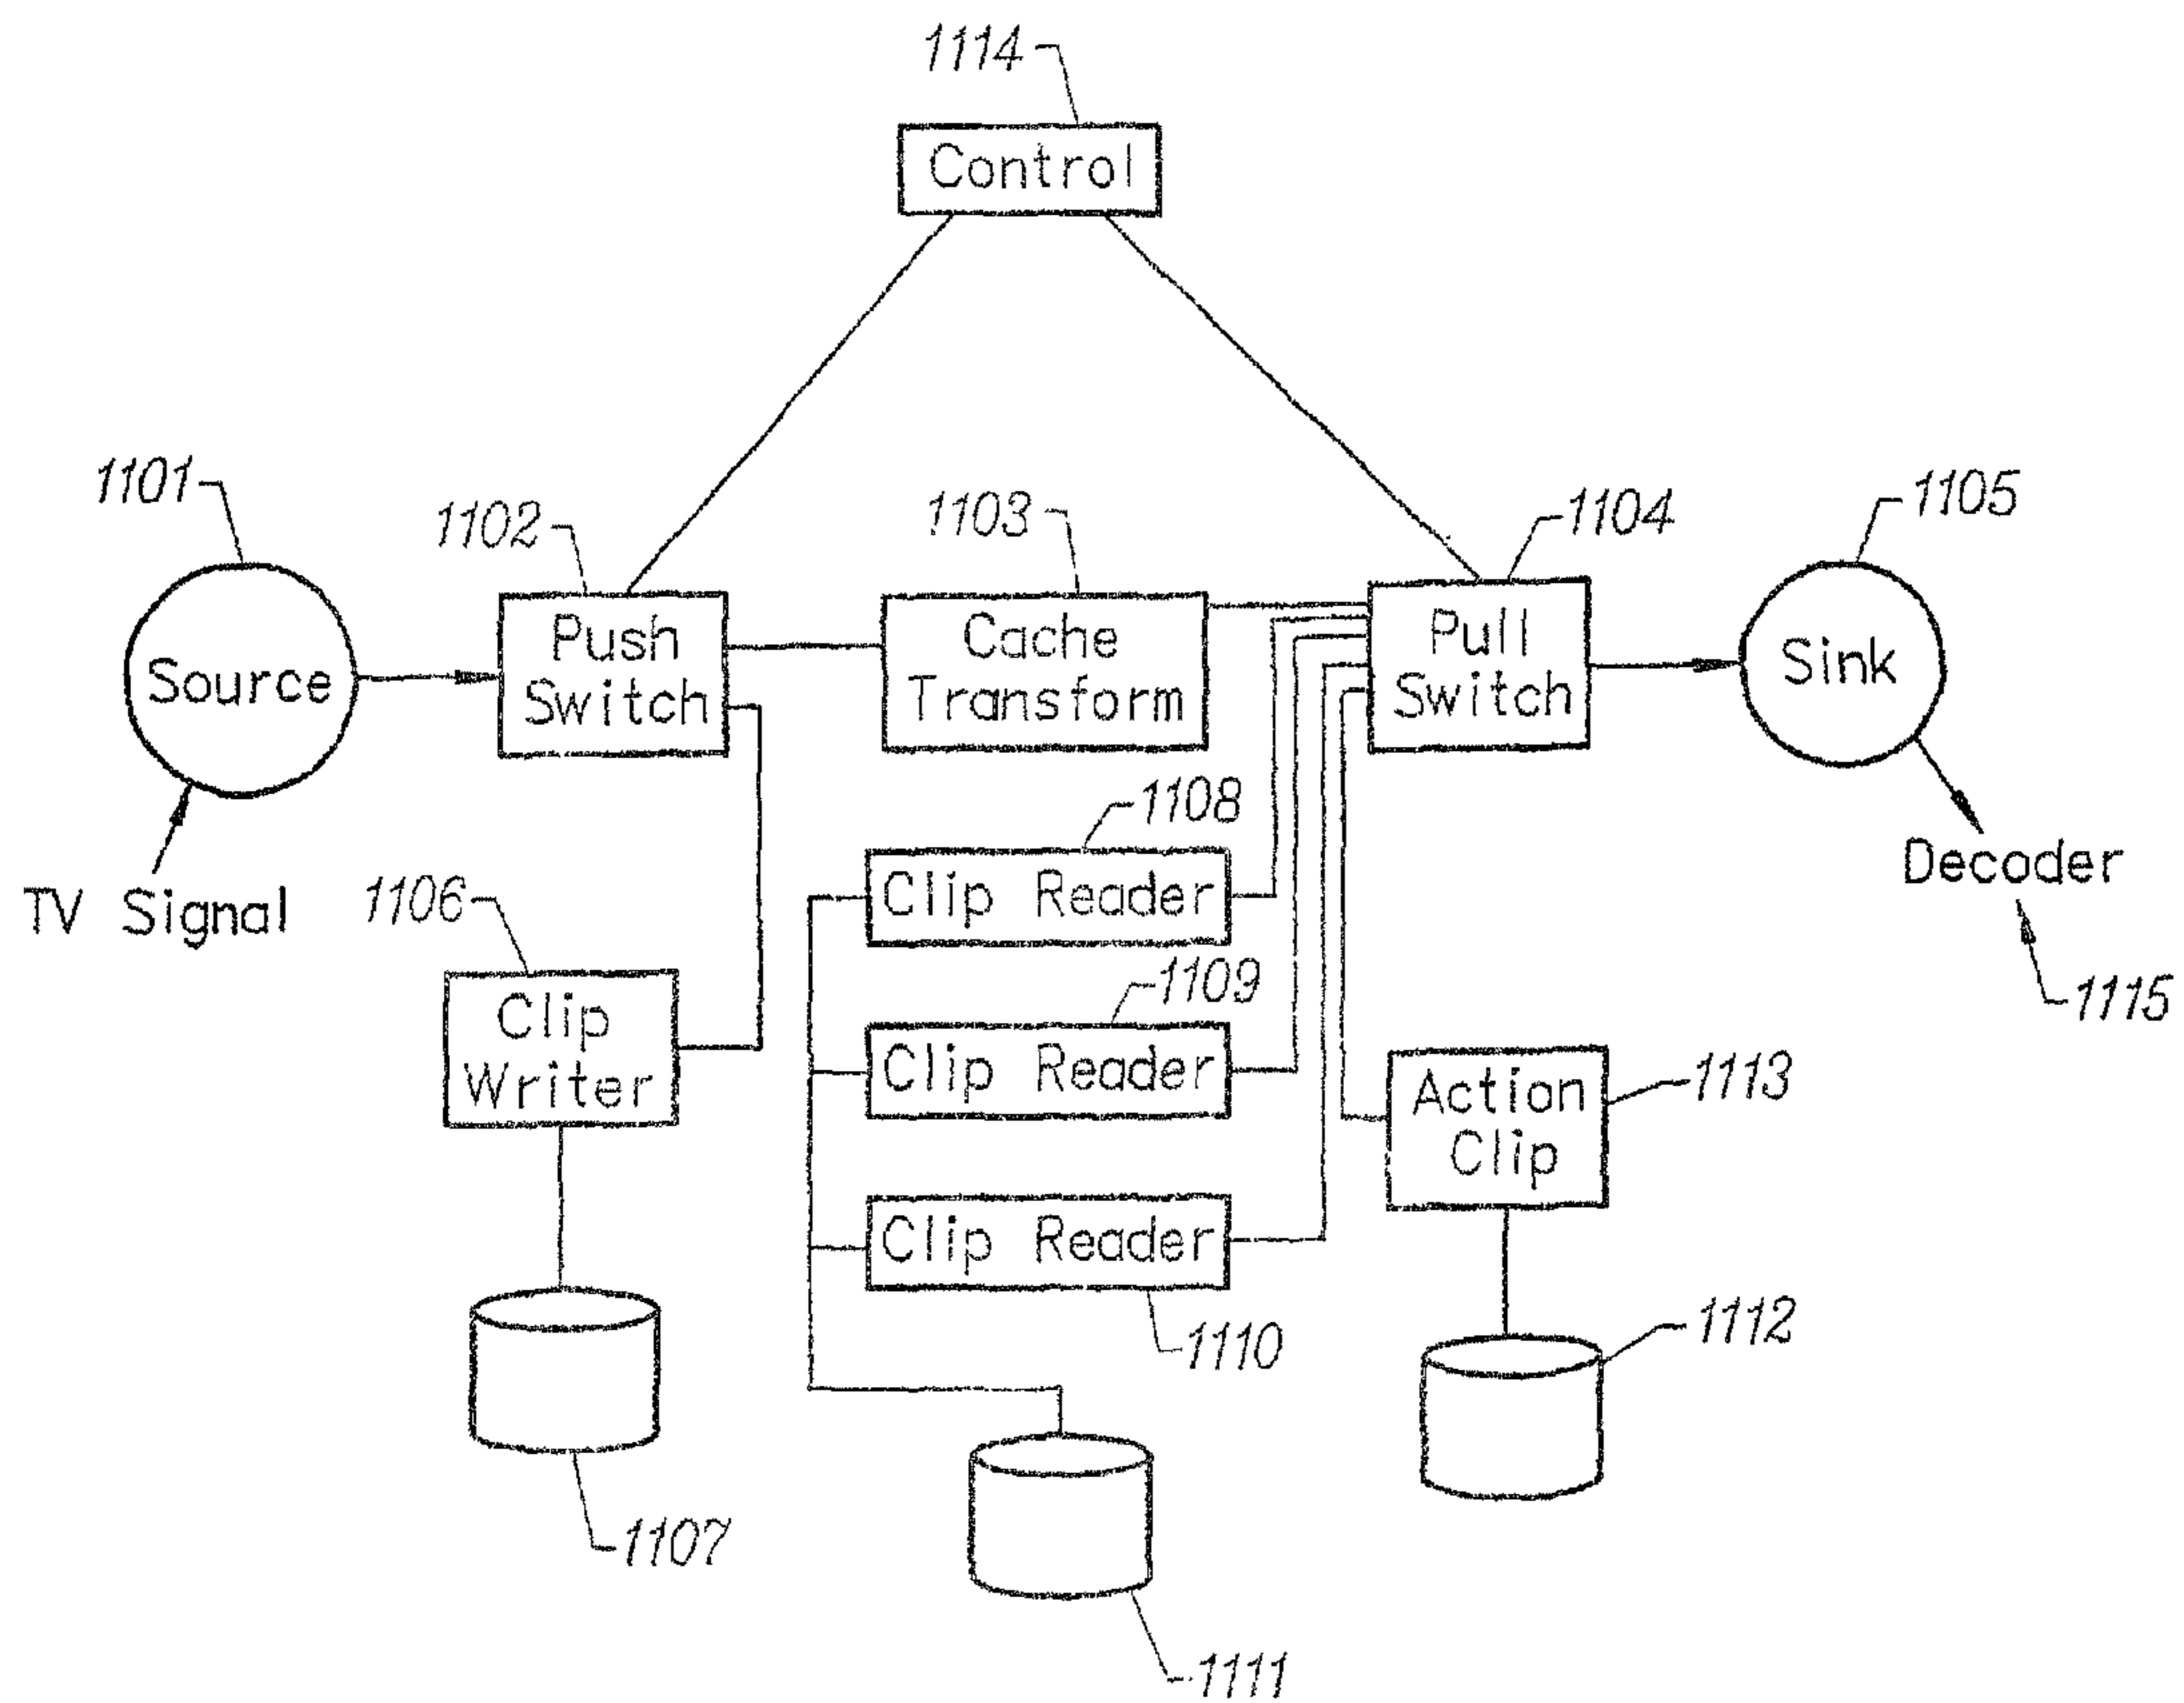 1114
Control
1101
1102
1103
1104
1105
Source
Push
Switch
Cache
Transform
Pull
Switch
Sink
TV Signal
1106
1108
Decoder
Clip
Writer
Clip Reader
1109
1115
Clip Reader
Action
Clip
1113
Clip Reader
1110
1112
1107
1111